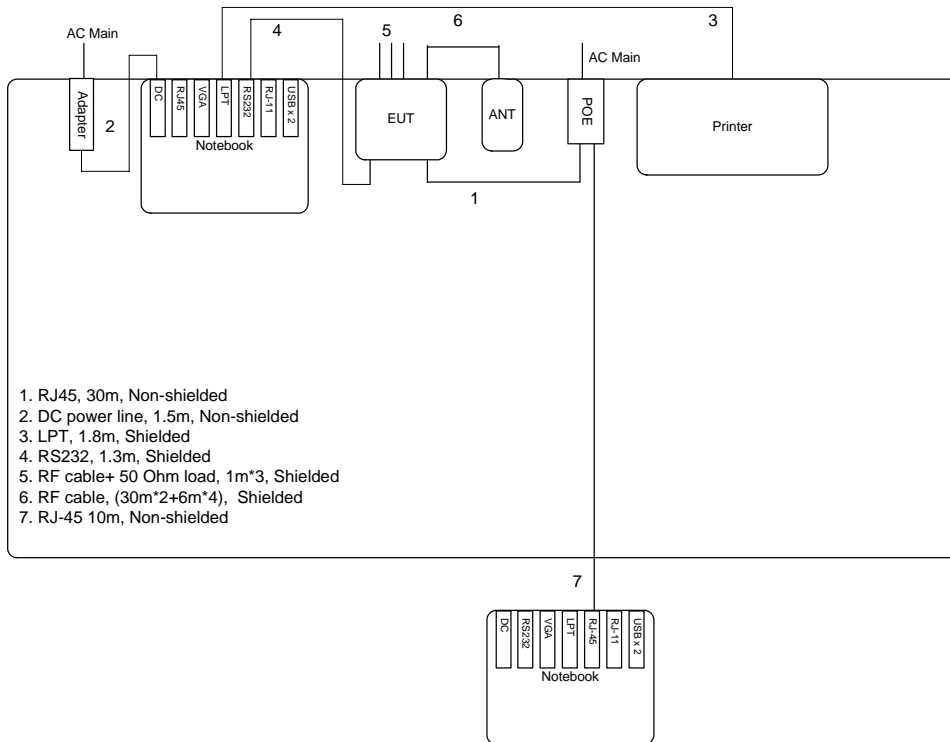 4
5
6
3
AC Main
AC Main
Adapter
2
DC
RJ45
VGA
LPT
RS232
RJ-11
USB x 2
Notebook
EUT
ANT
POE
Printer
1
1. RJ45, 30m, Non-shielded
2. DC power line, 1.5m, Non-shielded
3. LPT, 1.8m, Shielded
4. RS232, 1.3m, Shielded
5. RF cable+ 50 Ohm load, 1m*3, Shielded
6. RF cable, (30m*2+6m*4),  Shielded
7. RJ-45 10m, Non-shielded
7
DC
RS232
VGA
LPT
RJ-45
RJ-11
USB x 2
Notebook